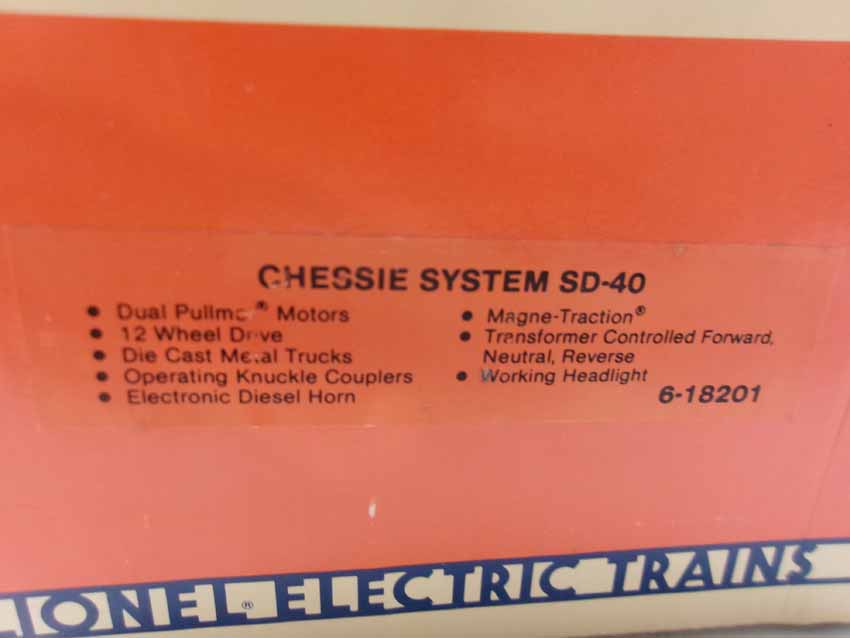 CHESSIE SYSTEM SD-40
• Dual Pullmor® Motors
• 12 Wheel Drive
• Die Cast Metal Trucks
• Operating Knuckle Couplers
• Electronic Diesel Horn
• Magne-Traction®
• Transformer Controlled Forward,
Neutral, Reverse
• Working Headlight
6-18201
LIONEL® ELECTRIC TRAINS